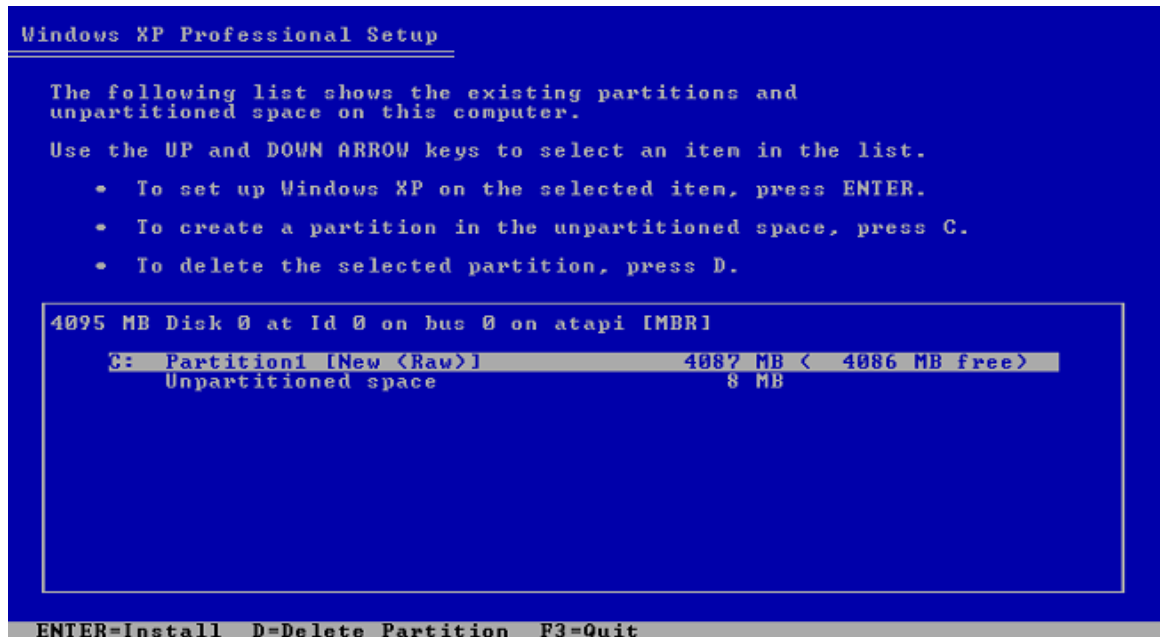 Windows XP Professional Setup
The following list shows the existing partitions and
unpartitioned space on this computer.
Use the UP and DOWN ARROW keys to select an item in the list.
• To set up Windows XP on the selected item, press ENTER.
• To create a partition in the unpartitioned space, press C.
• To delete the selected partition, press D.
4095 MB Disk 0 at Id 0 on bus 0 on atapi [MBR]
C: Partition1 [New (Raw)] 4087 MB ( 4086 MB free)
Unpartitioned space 8 MB
ENTER=Install D=Delete Partition F3=Quit